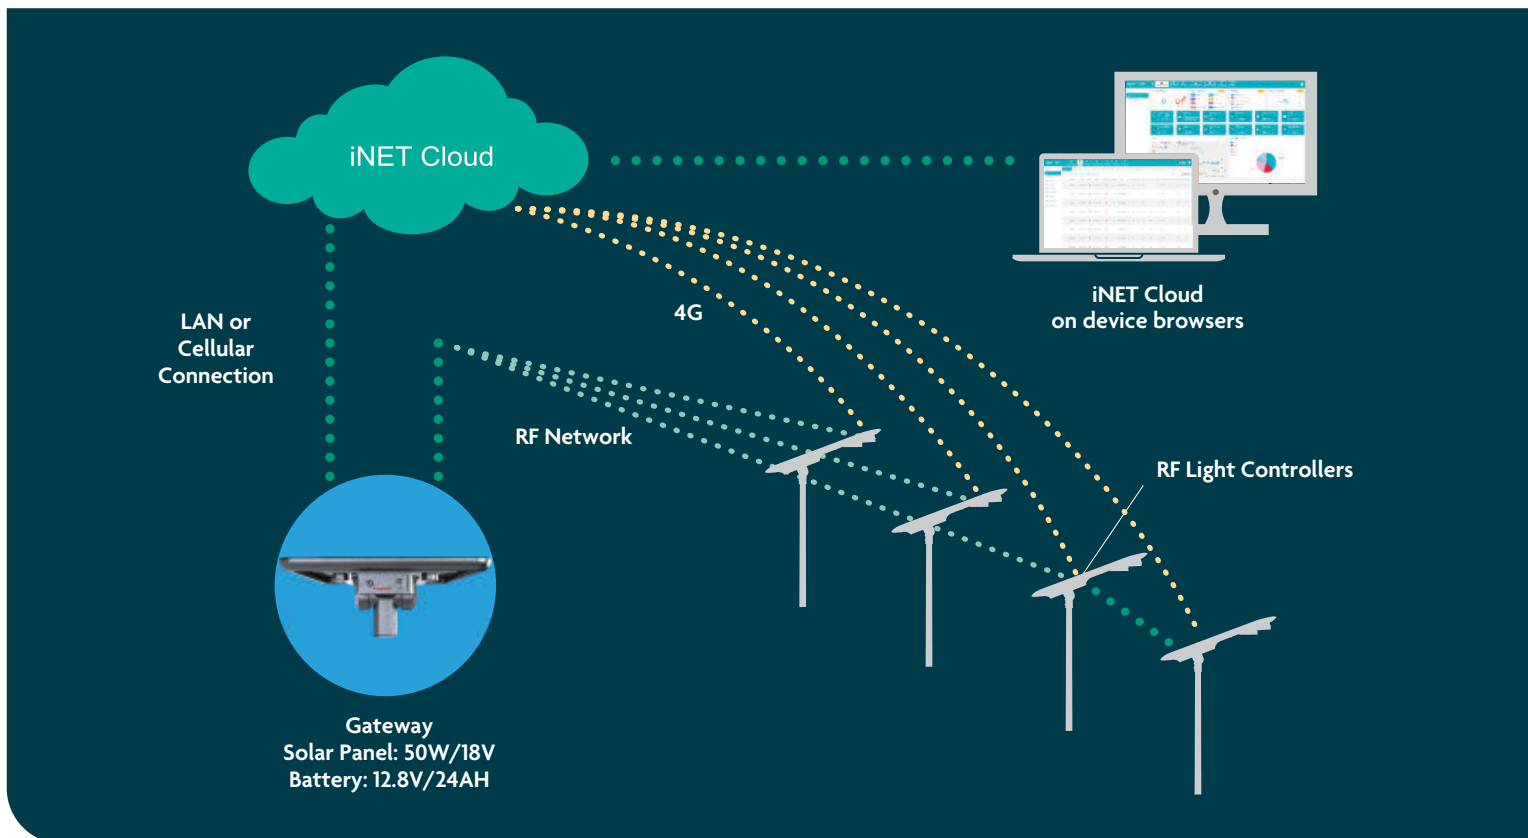 iNET Cloud
iNET Cloud
on device browsers
LAN or
Cellular
Connection
4G
RF Network
RF Light Controllers
Gateway
Solar Panel: 50W/18V
Battery: 12.8V/24AH